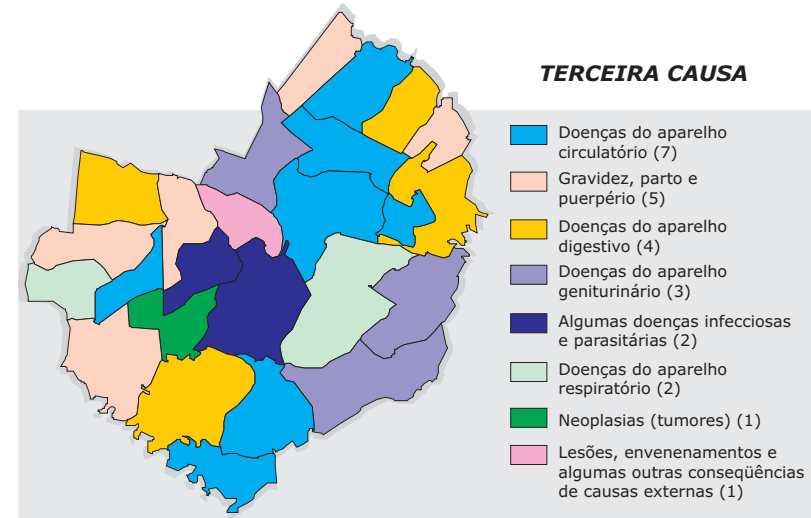 TERCEIRA CAUSA
Doenças do aparelho
circulatório (7)
Gravidez, parto e
puerpério (5)
Doenças do aparelho
digestivo (4)
Doenças do aparelho
geniturinário (3)
Algumas doenças infecciosas
e parasitárias (2)
Doenças do aparelho
respiratório (2)
Neoplasias (tumores) (1)
Lesões, envenenamentos e
algumas outras conseqüências
de causas externas (1)